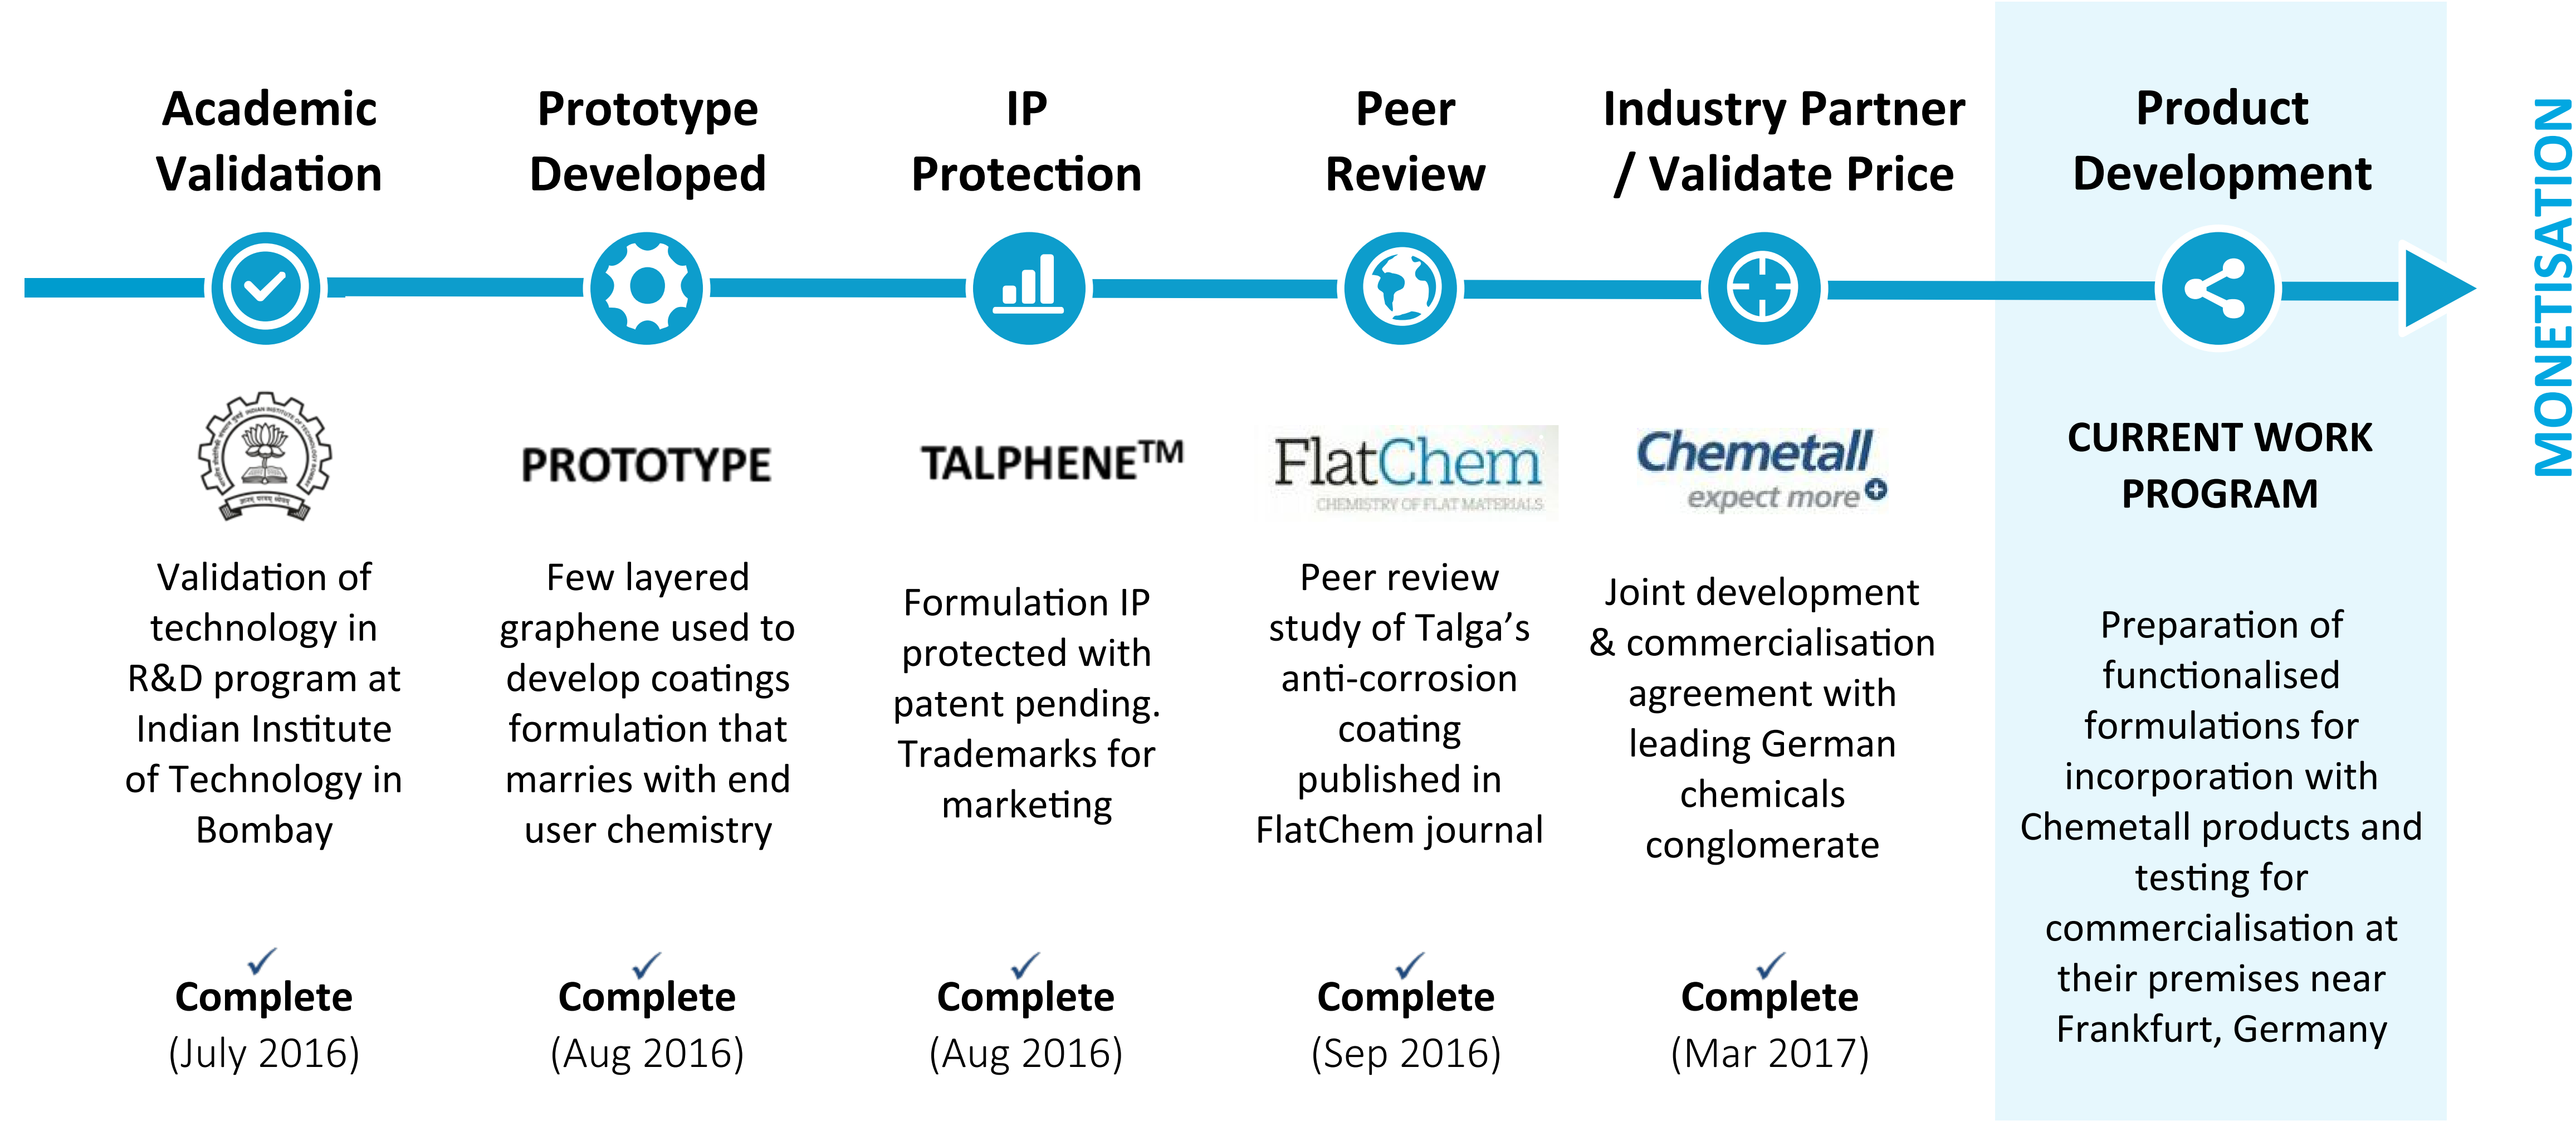 Academic
Validation
Prototype
Developed
IP
Protection
Peer
Review
Industry Partner
/ Validate Price
Product
Development
MONETISATION
PROTOTYPE
TALPHENE™
FlatChem
CHEMISTRY OF FLAT MATERIALS
Chemetall
expect more
CURRENT WORK
PROGRAM
Validation of
technology in
R&D program at
Indian Institute
of Technology in
Bombay
Few layered
graphene used to
develop coatings
formulation that
marries with end
user chemistry
Formulation IP
protected with
patent pending.
Trademarks for
marketing
Peer review
study of Talga’s
anti-corrosion
coating
published in
FlatChem journal
Joint development
& commercialisation
agreement with
leading German
chemicals
conglomerate
Preparation of
functionalised
formulations for
incorporation with
Chemetall products and
testing for
commercialisation at
their premises near
Frankfurt, Germany
Complete
(July 2016)
Complete
(Aug 2016)
Complete
(Aug 2016)
Complete
(Sep 2016)
Complete
(Mar 2017)